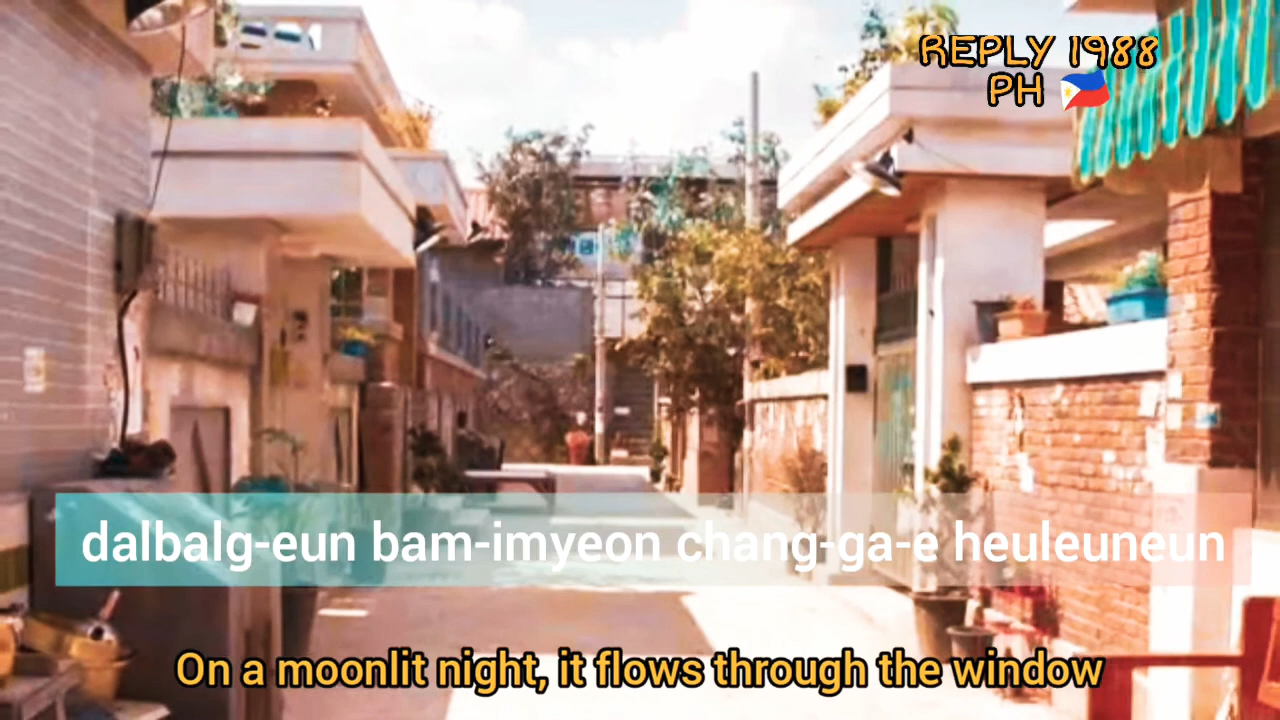 REPLY 1988
PH 🇵🇭
dalbalg-eun bam-imyeon chang-ga-e heuleuneun
On a moonlit night, it flows through the window